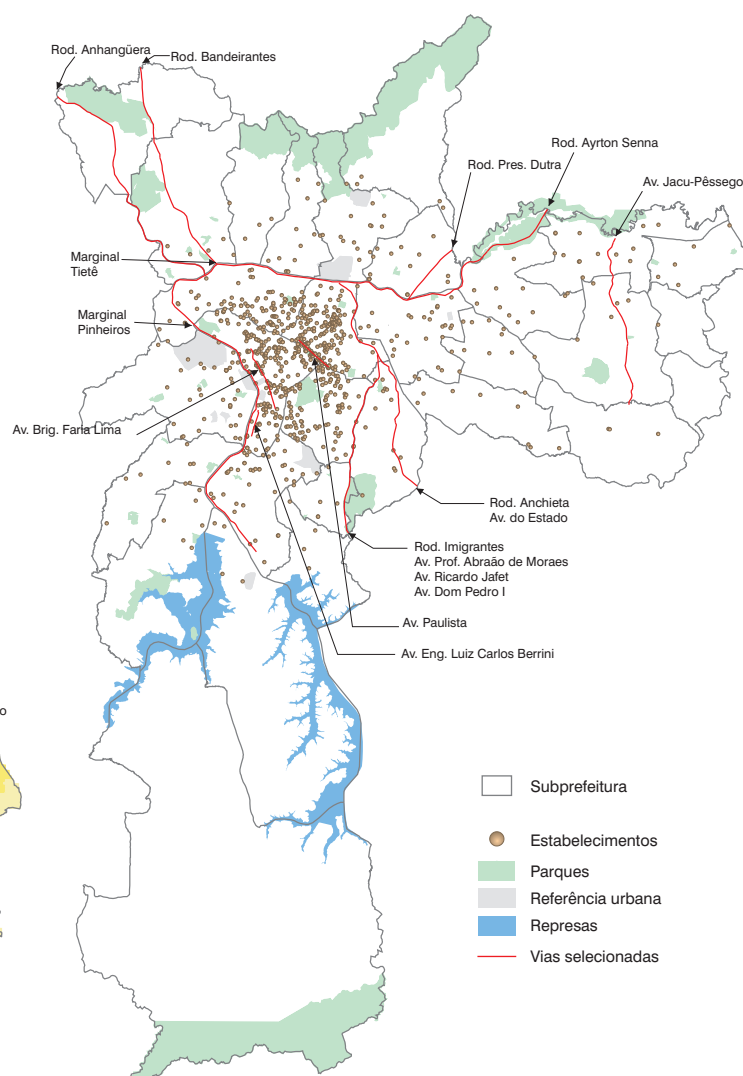 Rod. Anhangüera
Rod. Bandeirantes
Rod. Ayrton Senna
Rod. Pres. Dutra
Av. Jacu-Pêssego
Marginal
Tietê
Marginal
Pinheiros
Av. Brig. Faria Lima
Rod. Anchieta
Av. do Estado
Rod. Imigrantes
Av. Prof. Abraão de Moraes
Av. Ricardo Jafet
Av. Dom Pedro I
Av. Paulista
Av. Eng. Luiz Carlos Berrini
Subprefeitura
Estabelecimentos
Parques
Referência urbana
Represas
Vias selecionadas